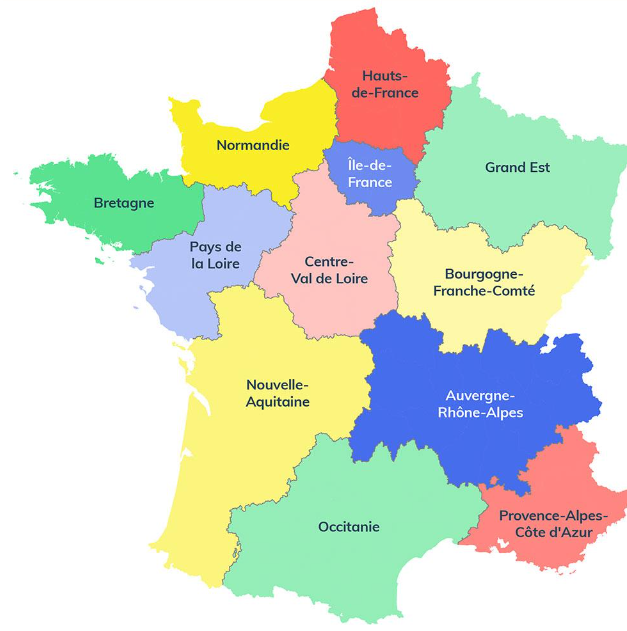 Hauts-
de-France
Normandie
Île-de-
France
Grand Est
Bretagne
Pays de
la Loire
Centre-
Val de Loire
Bourgogne-
Franche-Comté
Nouvelle-
Aquitaine
Auvergne-
Rhône-Alpes
Occitanie
Provence-Alpes-
Côte d'Azur